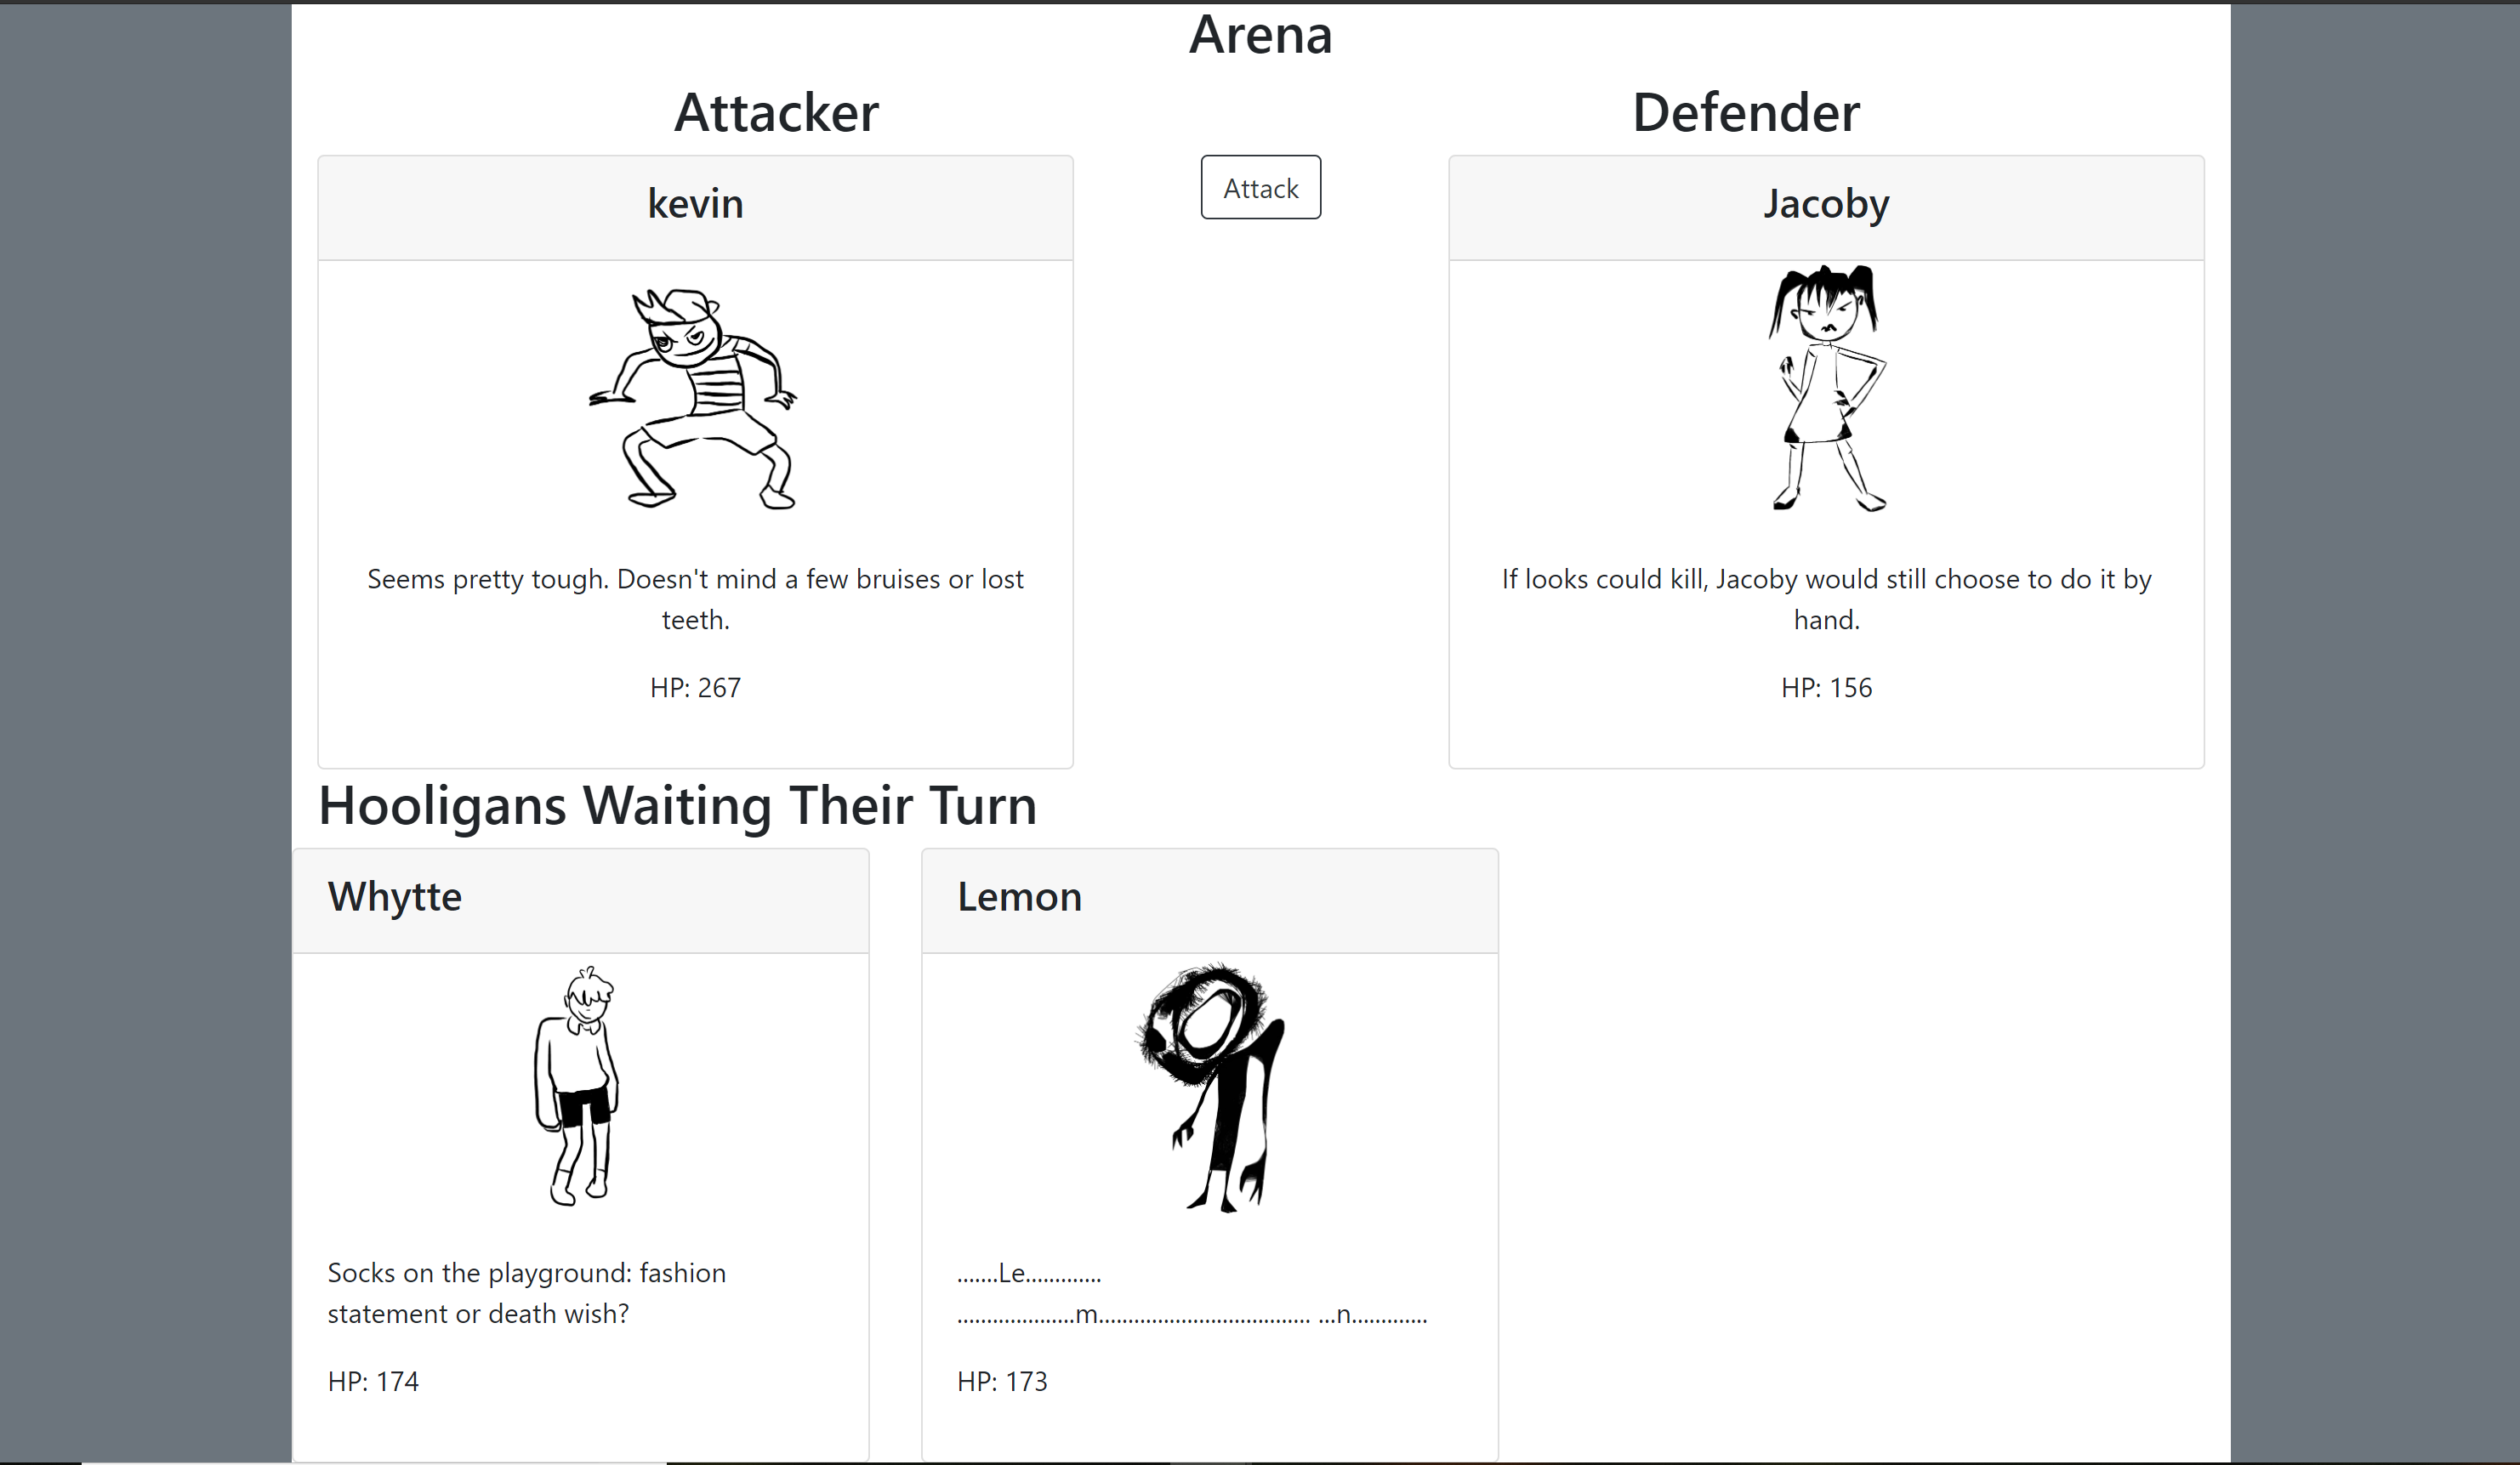 Arena
Attacker
Defender
kevin
Attack
Jacoby
Seems pretty tough. Doesn't mind a few bruises or lost
teeth.
HP: 267
If looks could kill, Jacoby would still choose to do it by
hand.
HP: 156
Hooligans Waiting Their Turn
Whytte
Socks on the playground: fashion
statement or death wish?
HP: 174
Lemon
.......Le.............
....................m.................................... ...n.............
HP: 173